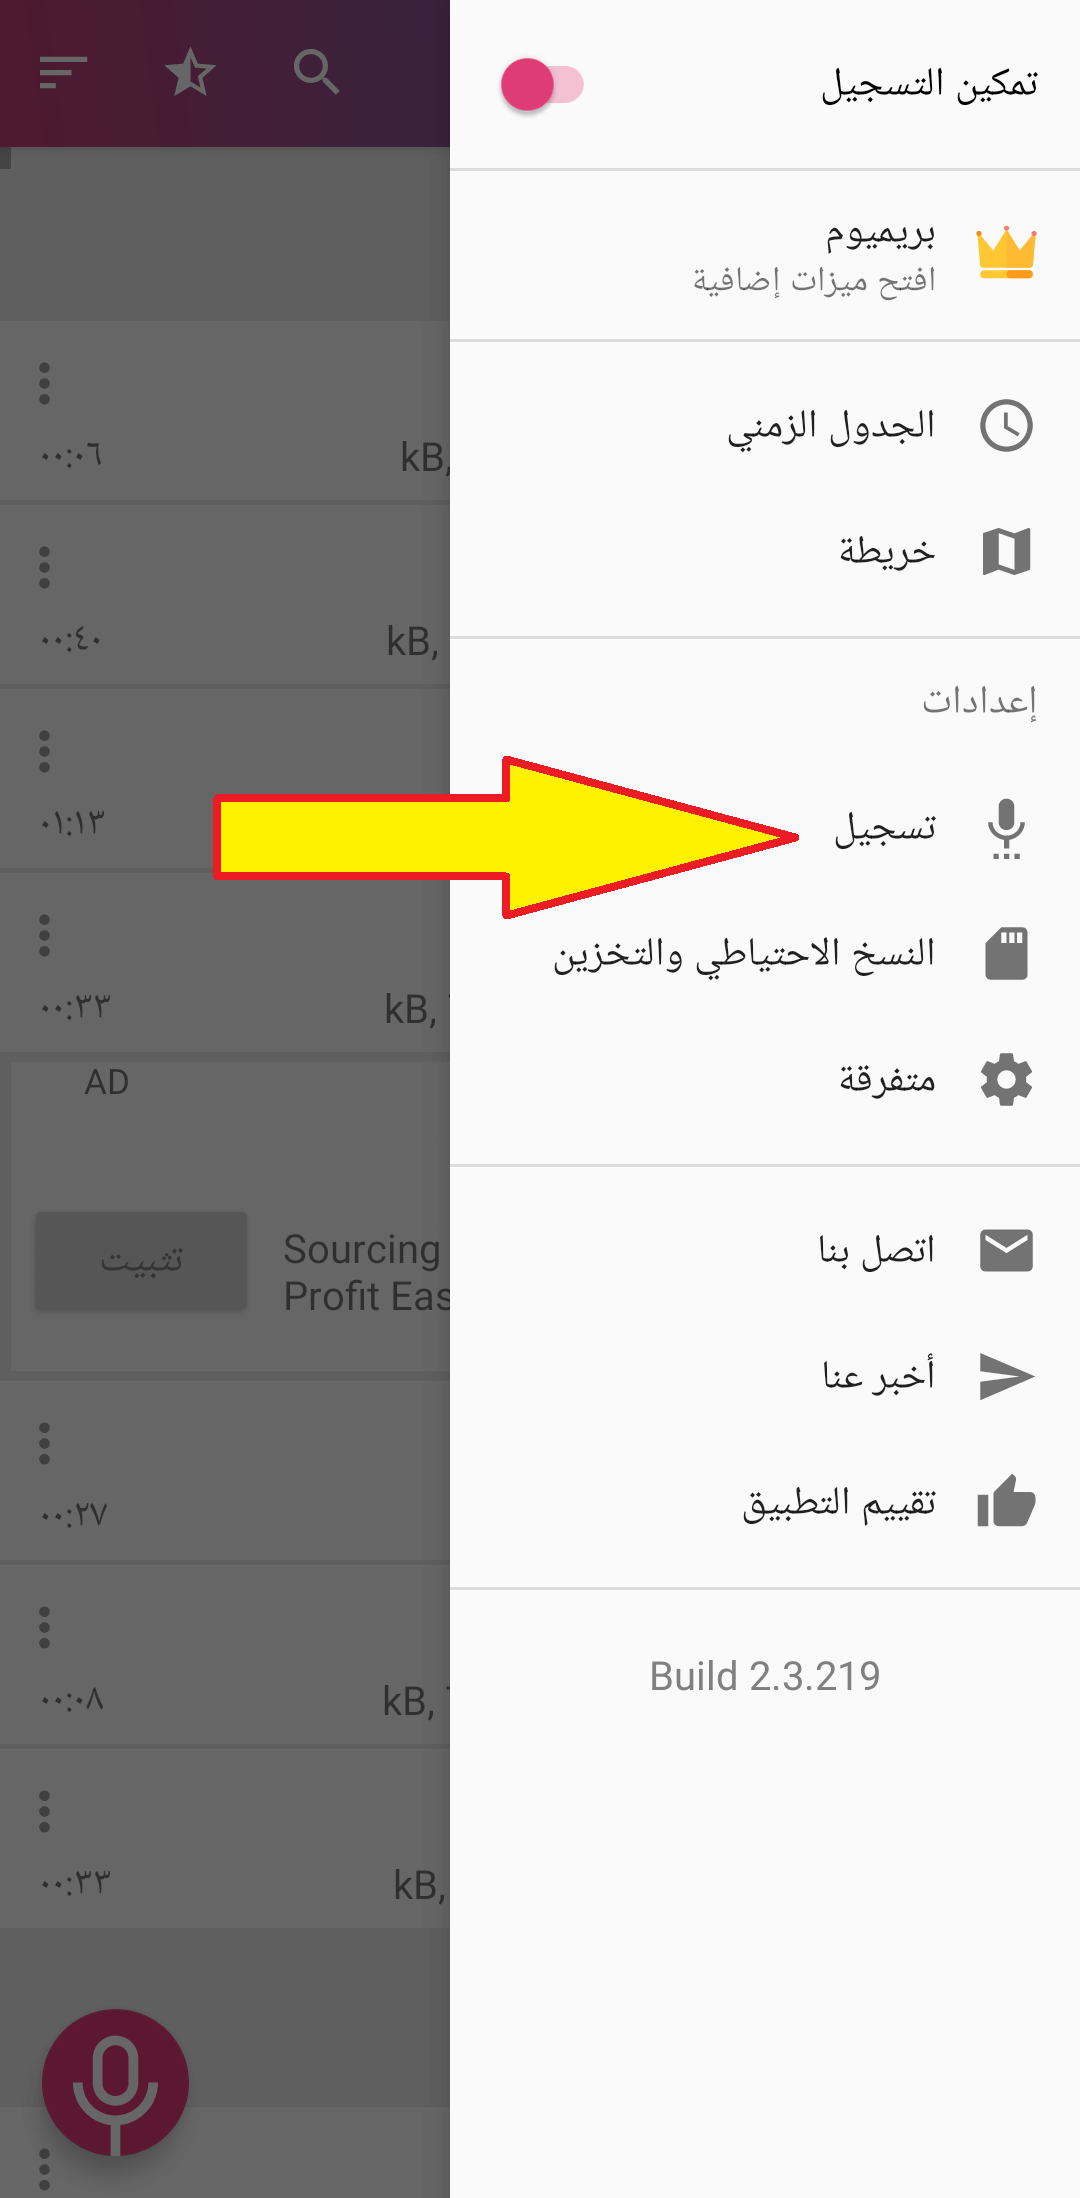 تمكين التسجيل
بريميوم
افتح ميزات إضافية
الجدول الزمني
خريطة
إعدادات
تسجيل
النسخ الاحتياطي والتخزين
متفرقة
اتصل بنا
أخبر عنا
تقييم التطبيق
Build 2.3.219
kB,
٠٠:٠٦
kB,
٠٠:٤٠
٠١:١٣
kB,
٠٠:٣٣
AD
Sourcing
Profit Eas
تثبيت
٠٠:٢٧
kB,
٠٠:٠٨
kB,
٠٠:٣٣